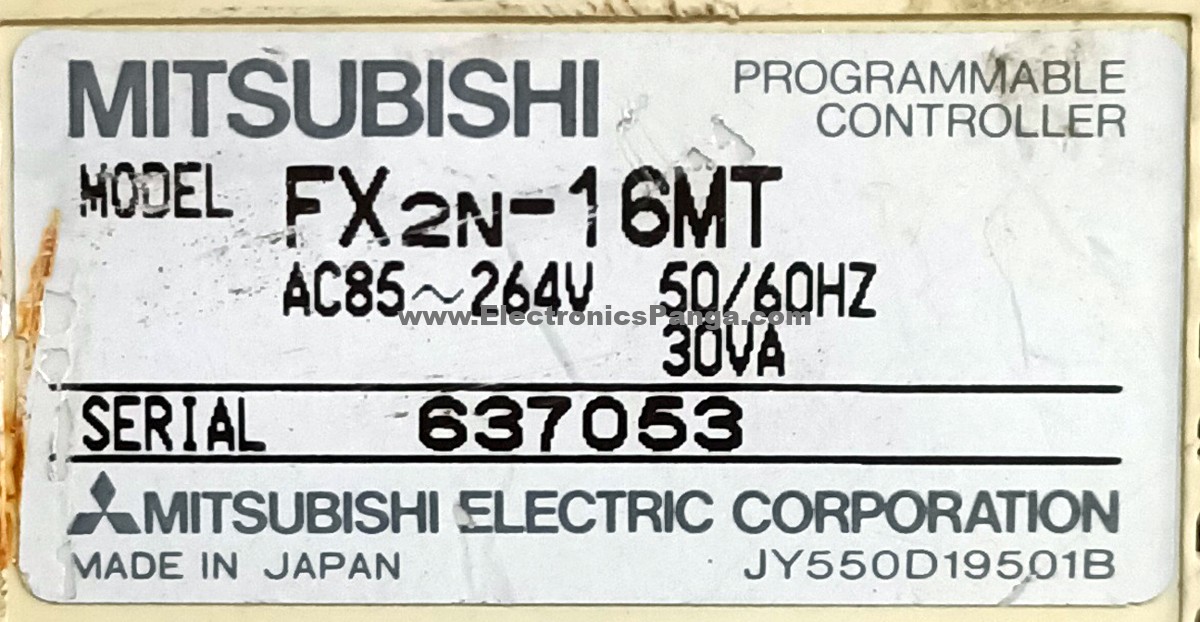 MITSUBISHI
PROGRAMMABLE
CONTROLLER
MODEL FX2N-16MT
AC85~264V 50/60HZ
www.ElectronicsPanga.com
30VA
SERIAL 637053
MITSUBISHI ELECTRIC CORPORATION
MADE IN JAPAN JY550D19501B